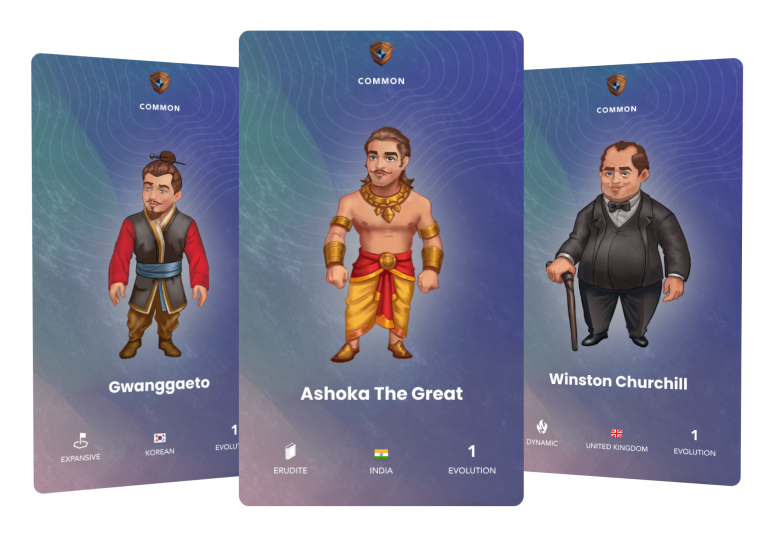 COMMON
Gwanggaeto
EXPANSIVE
KOREAN
1
COMMON
Ashoka The Great
ERUDITE
INDIA
1
EVOLUTION
COMMON
Winston Churchill
DYNAMIC
UNITED KINGDOM
1
EVOLUTION